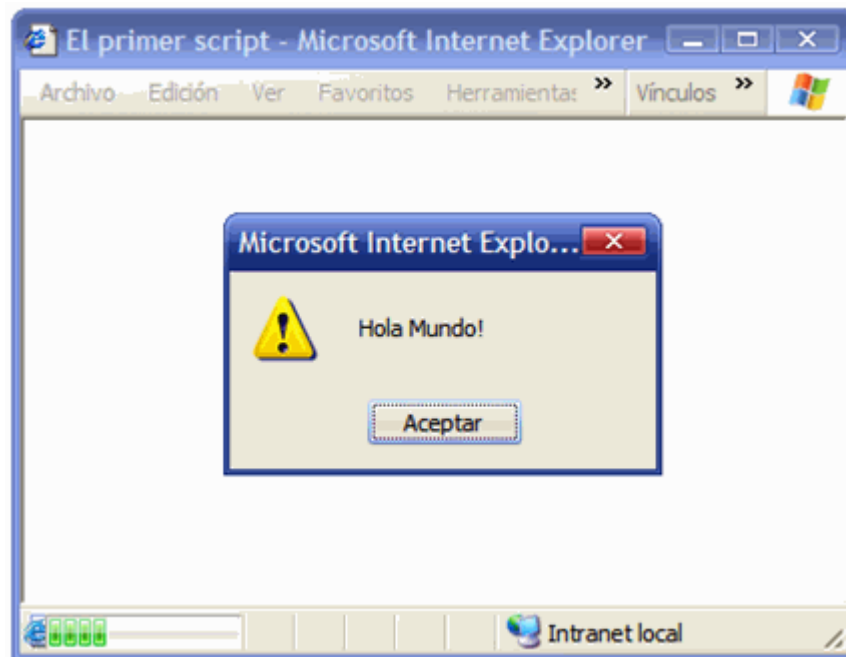 El primer script - Microsoft Internet Explorer
Archivo Edición Ver Favoritos Herramientas Vínculos
Microsoft Internet Explo...
Hola Mundo!
Aceptar
Intranet local